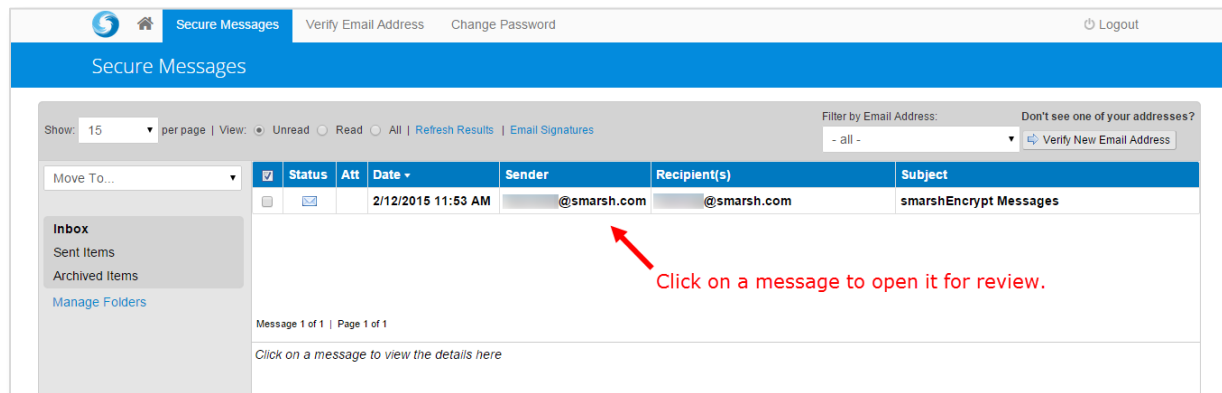 Secure Messages Verify Email Address Change Password Logout
Secure Messages
Filter by Email Address: Don't see one of your addresses?
Show: 15 per page | View: Unread Read All | Refresh Results | Email Signatures
- all - Verify New Email Address
Move To... Status Att Date Sender Recipient(s) Subject
2/12/2015 11:53 AM @smarsh.com @smarsh.com smarshEncrypt Messages
Inbox
Sent Items
Archived Items
Manage Folders
Click on a message to open it for review.
Message 1 of 1 | Page 1 of 1
Click on a message to view the details here